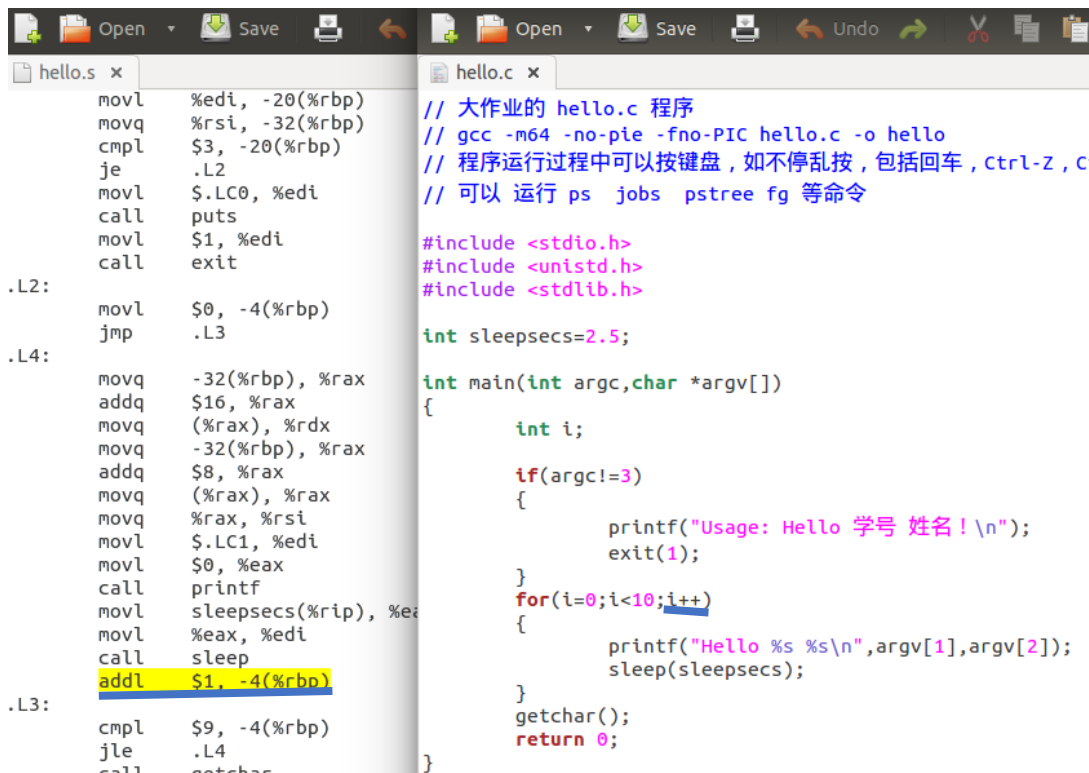 Open Save
hello.s ×
movl %edi, -20(%rbp)
movq %rsi, -32(%rbp)
cmpl $3, -20(%rbp)
je .L2
movl $.LC0, %edi
call puts
movl $1, %edi
call exit
.L2:
movl $0, -4(%rbp)
jmp .L3
.L4:
movq -32(%rbp), %rax
addq $16, %rax
movq (%rax), %rdx
movq -32(%rbp), %rax
addq $8, %rax
movq (%rax), %rax
movq %rax, %rsi
movl $.LC1, %edi
movl $0, %eax
call printf
movl sleepsecs(%rip), %ea
movl %eax, %edi
call sleep
addl $1, -4(%rbp)
.L3:
cmpl $9, -4(%rbp)
jle .L4
call getchar
Open Save Undo
hello.c ×
// 大作业的 hello.c 程序
// gcc -m64 -no-pie -fno-PIC hello.c -o hello
// 程序运行过程中可以按键盘，如不停乱按，包括回车，Ctrl-Z，C
// 可以 运行 ps jobs pstree fg 等命令
#include <stdio.h>
#include <unistd.h>
#include <stdlib.h>
int sleepsecs=2.5;
int main(int argc,char *argv[])
{
int i;
if(argc!=3)
{
printf("Usage: Hello 学号 姓名！\n");
exit(1);
}
for(i=0;i<10;i++)
{
printf("Hello %s %s\n",argv[1],argv[2]);
sleep(sleepsecs);
}
getchar();
return 0;
}